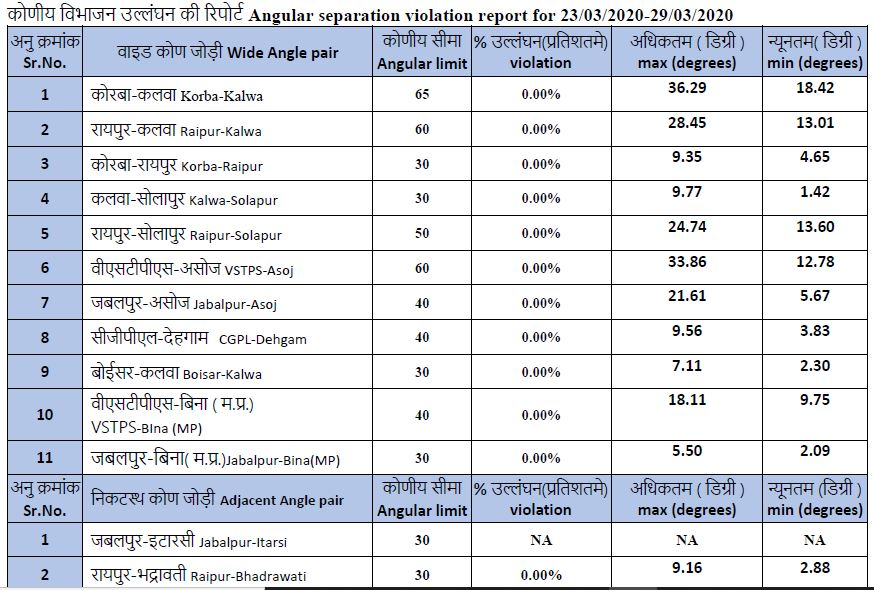 कोणीय विभाजन उल्लंघन की रिपोर्ट Angular separation violation report for 23/03/2020-29/03/2020
अनु क्रमांक वाइड कोण जोड़ी Wide Angle pair कोणीय सीमा % उल्लंघन(प्रतिशतमे) अधिकतम ( डिग्री ) न्यूनतम( डिग्री )
Sr.No. Angular limit violation max (degrees) min (degrees)
1 कोरबा-कलवा Korba-Kalwa 65 0.00% 36.29 18.42
2 रायपुर-कलवा Raipur-Kalwa 60 0.00% 28.45 13.01
3 कोरबा-रायपुर Korba-Raipur 30 0.00% 9.35 4.65
4 कलवा-सोलापुर Kalwa-Solapur 30 0.00% 9.77 1.42
5 रायपुर-सोलापुर Raipur-Solapur 50 0.00% 24.74 13.60
6 वीएसटीपीएस-असोज VSTPS-Asoj 60 0.00% 33.86 12.78
7 जबलपुर-असोज Jabalpur-Asoj 40 0.00% 21.61 5.67
8 सीजीपीएल-देहगाम CGPL-Dehgam 40 0.00% 9.56 3.83
9 बोईसर-कलवा Boisar-Kalwa 30 0.00% 7.11 2.30
10 वीएसटीपीएस-बिना ( म.प्र.) 40 0.00% 18.11 9.75
VSTPS-BIna (MP)
11 जबलपुर-बिना( म.प्र.)Jabalpur-Bina(MP) 30 0.00% 5.50 2.09
अनु क्रमांक निकटस्थ कोण जोड़ी Adjacent Angle pair कोणीय सीमा % उल्लंघन(प्रतिशतमे) अधिकतम ( डिग्री ) न्यूनतम (डिग्री )
Sr.No. Angular limit violation max (degrees) min (degrees)
1 जबलपुर-इटारसी Jabalpur-Itarsi 30 NA NA NA
2 रायपुर-भद्रावती Raipur-Bhadrawati 30 0.00% 9.16 2.88